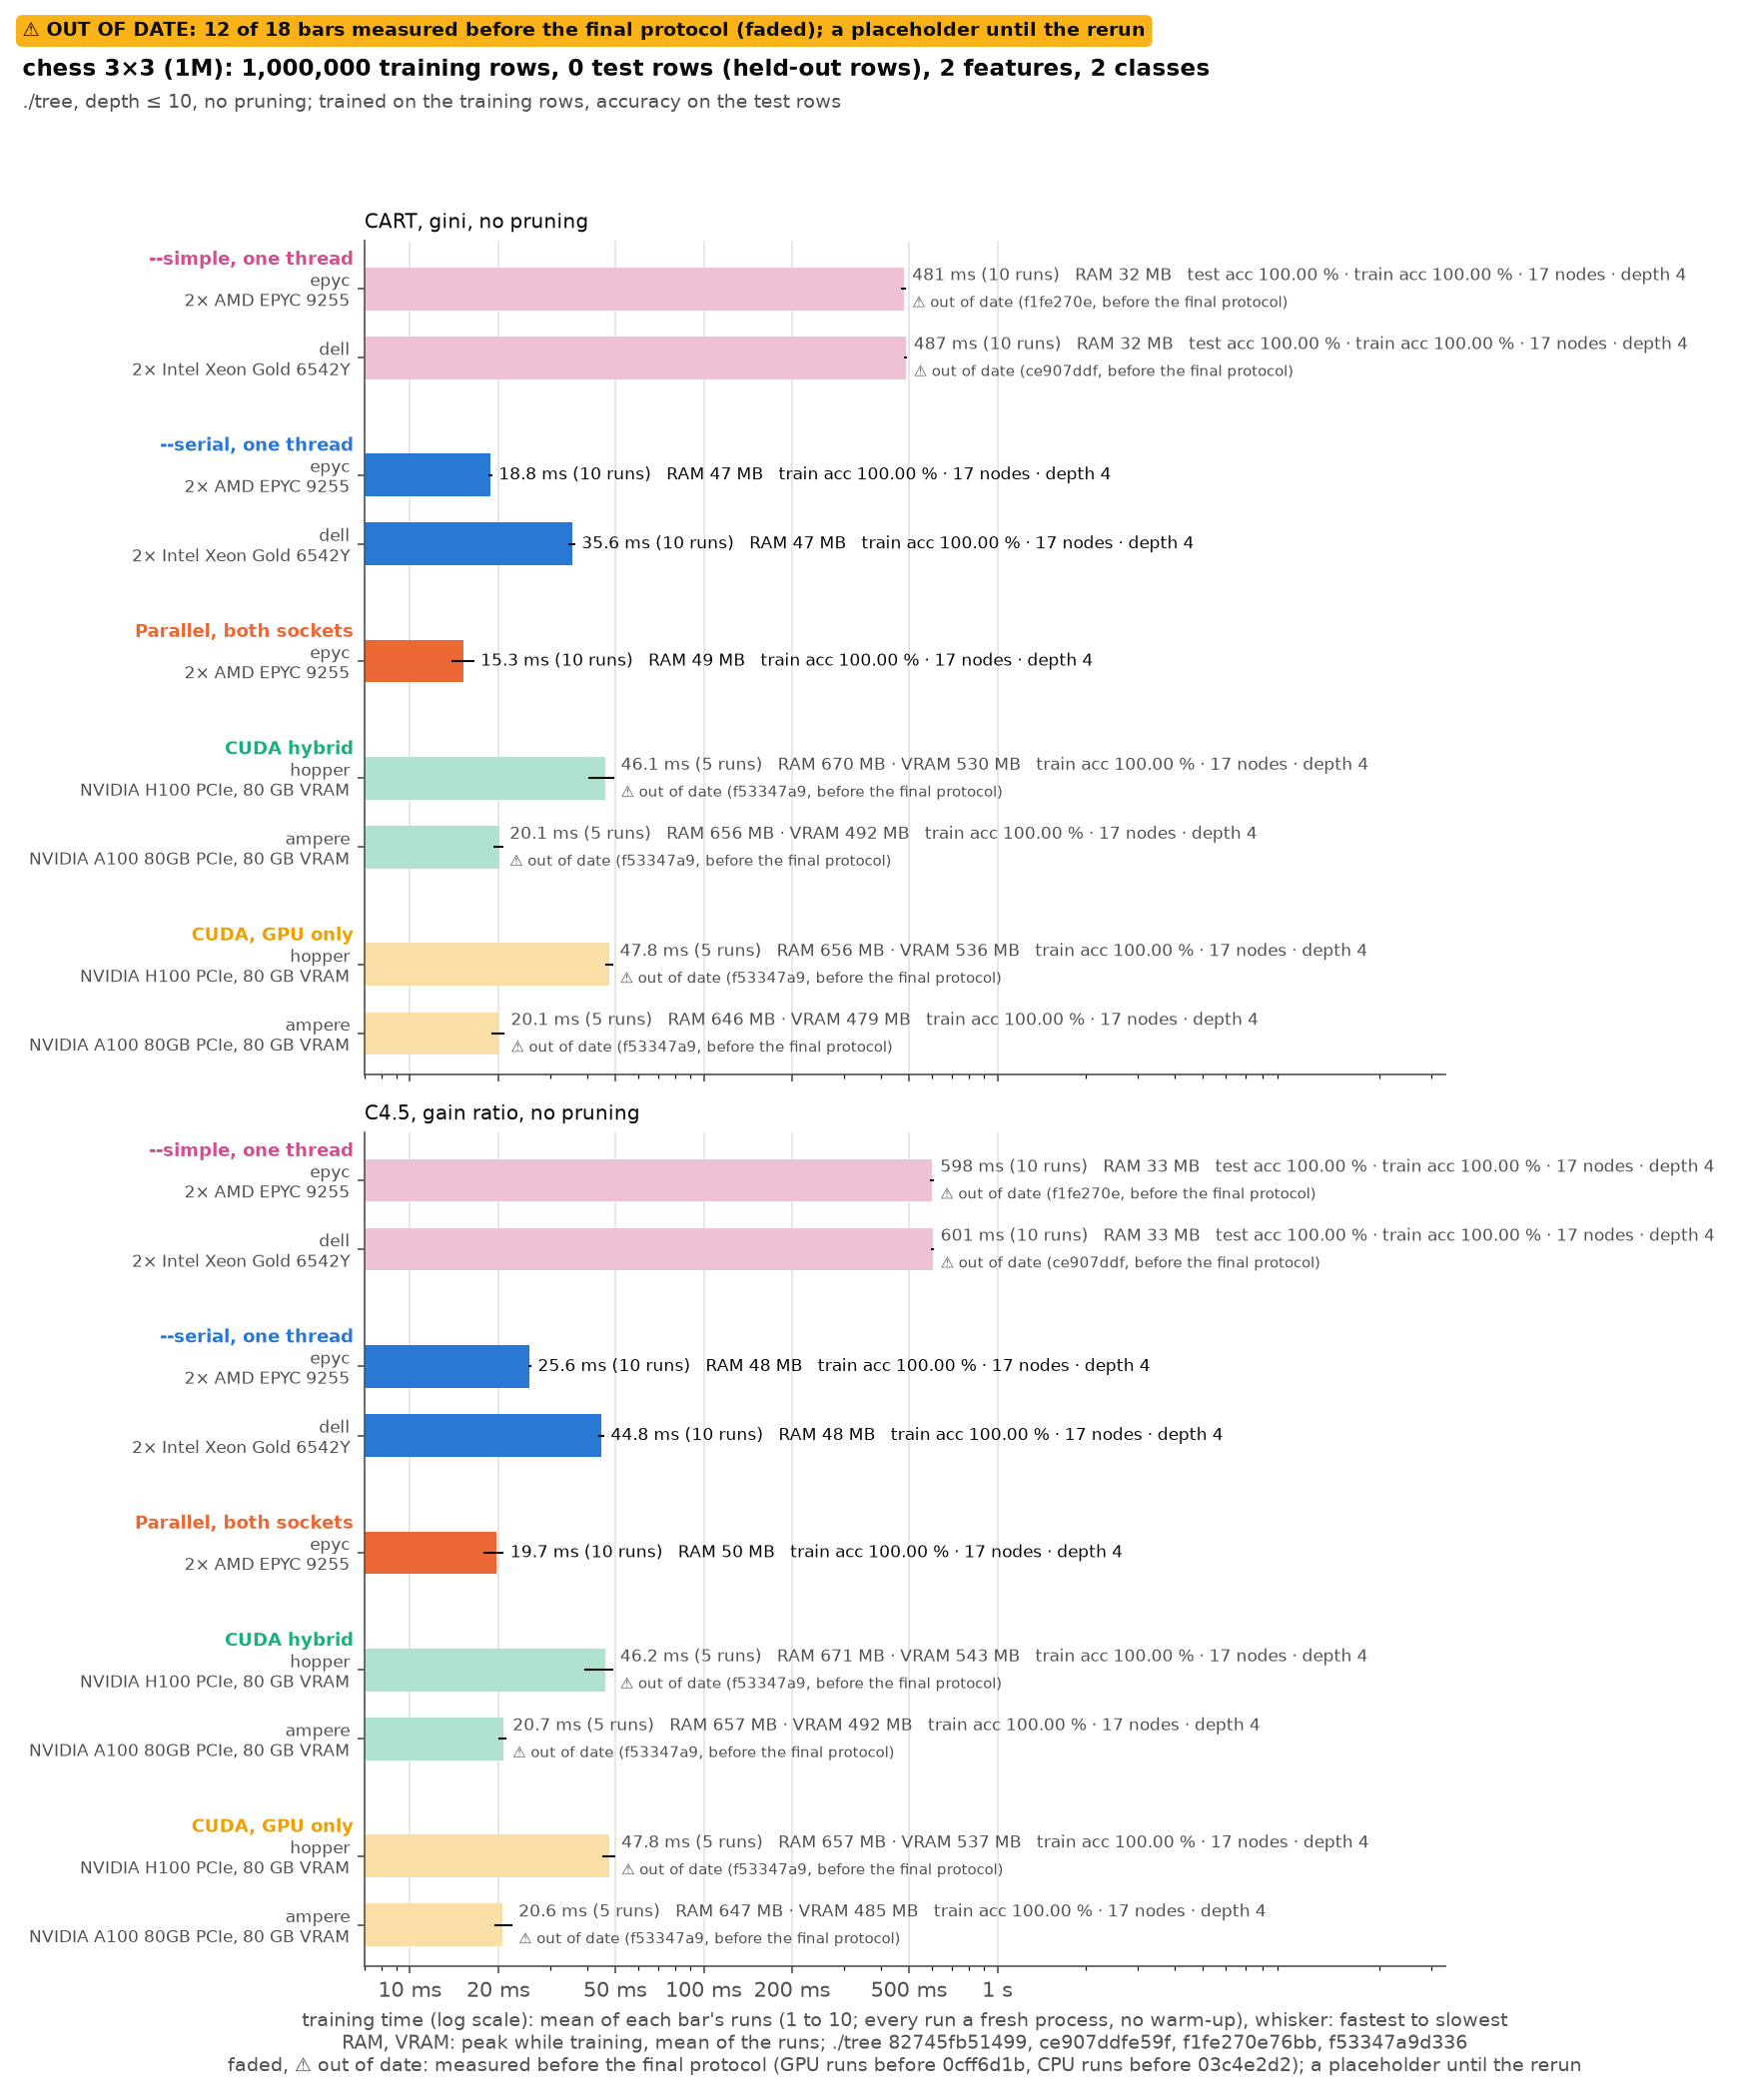 ⚠ OUT OF DATE: 12 of 18 bars measured before the final protocol (faded); a placeholder until the rerun
chess 3×3 (1M): 1,000,000 training rows, 0 test rows (held-out rows), 2 features, 2 classes
./tree, depth ≤ 10, no pruning; trained on the training rows, accuracy on the test rows
CART, gini, no pruning
--simple, one thread
epyc
2× AMD EPYC 9255
481 ms (10 runs) RAM 32 MB test acc 100.00 % · train acc 100.00 % · 17 nodes · depth 4
⚠ out of date (f1fe270e, before the final protocol)
dell
2× Intel Xeon Gold 6542Y
487 ms (10 runs) RAM 32 MB test acc 100.00 % · train acc 100.00 % · 17 nodes · depth 4
⚠ out of date (ce907ddf, before the final protocol)
--serial, one thread
epyc
2× AMD EPYC 9255
18.8 ms (10 runs) RAM 47 MB train acc 100.00 % · 17 nodes · depth 4
dell
2× Intel Xeon Gold 6542Y
35.6 ms (10 runs) RAM 47 MB train acc 100.00 % · 17 nodes · depth 4
Parallel, both sockets
epyc
2× AMD EPYC 9255
15.3 ms (10 runs) RAM 49 MB train acc 100.00 % · 17 nodes · depth 4
CUDA hybrid
hopper
NVIDIA H100 PCIe, 80 GB VRAM
46.1 ms (5 runs) RAM 670 MB · VRAM 530 MB train acc 100.00 % · 17 nodes · depth 4
⚠ out of date (f53347a9, before the final protocol)
ampere
NVIDIA A100 80GB PCIe, 80 GB VRAM
20.1 ms (5 runs) RAM 656 MB · VRAM 492 MB train acc 100.00 % · 17 nodes · depth 4
⚠ out of date (f53347a9, before the final protocol)
CUDA, GPU only
hopper
NVIDIA H100 PCIe, 80 GB VRAM
47.8 ms (5 runs) RAM 656 MB · VRAM 536 MB train acc 100.00 % · 17 nodes · depth 4
⚠ out of date (f53347a9, before the final protocol)
ampere
NVIDIA A100 80GB PCIe, 80 GB VRAM
20.1 ms (5 runs) RAM 646 MB · VRAM 479 MB train acc 100.00 % · 17 nodes · depth 4
⚠ out of date (f53347a9, before the final protocol)
C4.5, gain ratio, no pruning
--simple, one thread
epyc
2× AMD EPYC 9255
598 ms (10 runs) RAM 33 MB test acc 100.00 % · train acc 100.00 % · 17 nodes · depth 4
⚠ out of date (f1fe270e, before the final protocol)
dell
2× Intel Xeon Gold 6542Y
601 ms (10 runs) RAM 33 MB test acc 100.00 % · train acc 100.00 % · 17 nodes · depth 4
⚠ out of date (ce907ddf, before the final protocol)
--serial, one thread
epyc
2× AMD EPYC 9255
25.6 ms (10 runs) RAM 48 MB train acc 100.00 % · 17 nodes · depth 4
dell
2× Intel Xeon Gold 6542Y
44.8 ms (10 runs) RAM 48 MB train acc 100.00 % · 17 nodes · depth 4
Parallel, both sockets
epyc
2× AMD EPYC 9255
19.7 ms (10 runs) RAM 50 MB train acc 100.00 % · 17 nodes · depth 4
CUDA hybrid
hopper
NVIDIA H100 PCIe, 80 GB VRAM
46.2 ms (5 runs) RAM 671 MB · VRAM 543 MB train acc 100.00 % · 17 nodes · depth 4
⚠ out of date (f53347a9, before the final protocol)
ampere
NVIDIA A100 80GB PCIe, 80 GB VRAM
20.7 ms (5 runs) RAM 657 MB · VRAM 492 MB train acc 100.00 % · 17 nodes · depth 4
⚠ out of date (f53347a9, before the final protocol)
CUDA, GPU only
hopper
NVIDIA H100 PCIe, 80 GB VRAM
47.8 ms (5 runs) RAM 657 MB · VRAM 537 MB train acc 100.00 % · 17 nodes · depth 4
⚠ out of date (f53347a9, before the final protocol)
ampere
NVIDIA A100 80GB PCIe, 80 GB VRAM
20.6 ms (5 runs) RAM 647 MB · VRAM 485 MB train acc 100.00 % · 17 nodes · depth 4
⚠ out of date (f53347a9, before the final protocol)
10 ms 20 ms 50 ms 100 ms 200 ms 500 ms 1 s
training time (log scale): mean of each bar's runs (1 to 10; every run a fresh process, no warm-up), whisker: fastest to slowest
RAM, VRAM: peak while training, mean of the runs; ./tree 82745fb51499, ce907ddfe59f, f1fe270e76bb, f53347a9d336
faded, ⚠ out of date: measured before the final protocol (GPU runs before 0cff6d1b, CPU runs before 03c4e2d2); a placeholder until the rerun